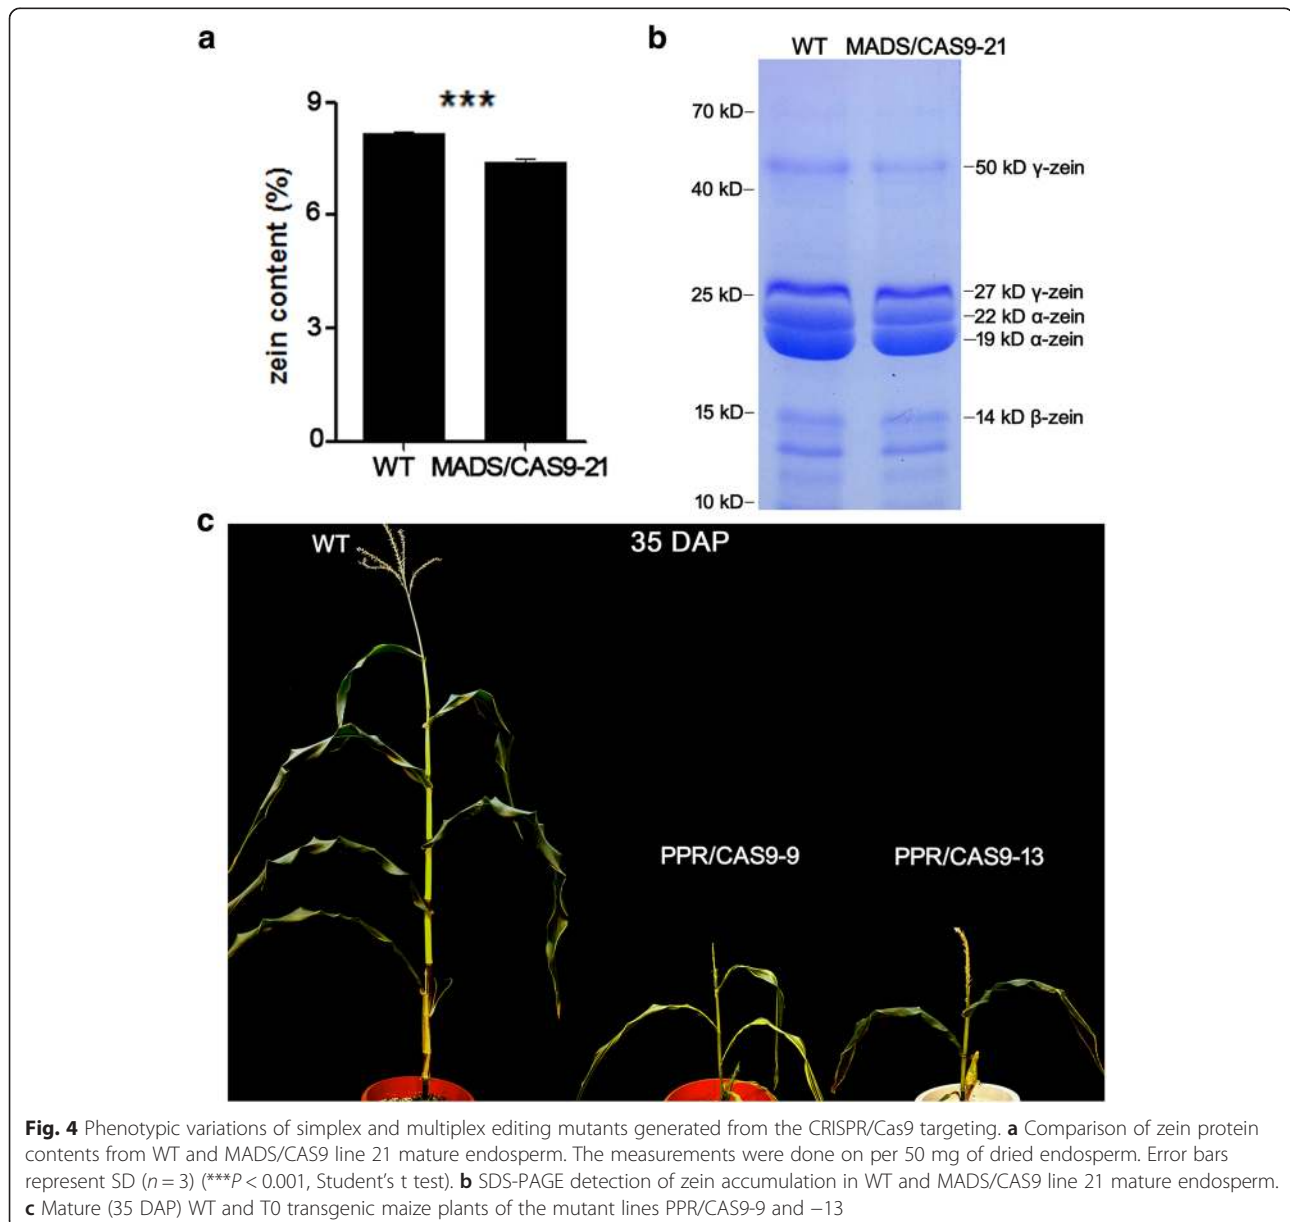 a
9
6
3
0
zein content (%)
***
WT MADS/CAS9-21
b
WT MADS/CAS9-21
70 kD–
40 kD–
25 kD–
15 kD–
10 kD–
–50 kD γ-zein
–27 kD γ-zein
–22 kD α-zein
–19 kD α-zein
–14 kD β-zein
c
WT
35 DAP
PPR/CAS9-9
PPR/CAS9-13
Fig. 4 Phenotypic variations of simplex and multiplex editing mutants generated from the CRISPR/Cas9 targeting. a Comparison of zein protein
contents from WT and MADS/CAS9 line 21 mature endosperm. The measurements were done on per 50 mg of dried endosperm. Error bars
represent SD (n = 3) (***P < 0.001, Student's t test). b SDS-PAGE detection of zein accumulation in WT and MADS/CAS9 line 21 mature endosperm.
c Mature (35 DAP) WT and T0 transgenic maize plants of the mutant lines PPR/CAS9-9 and −13